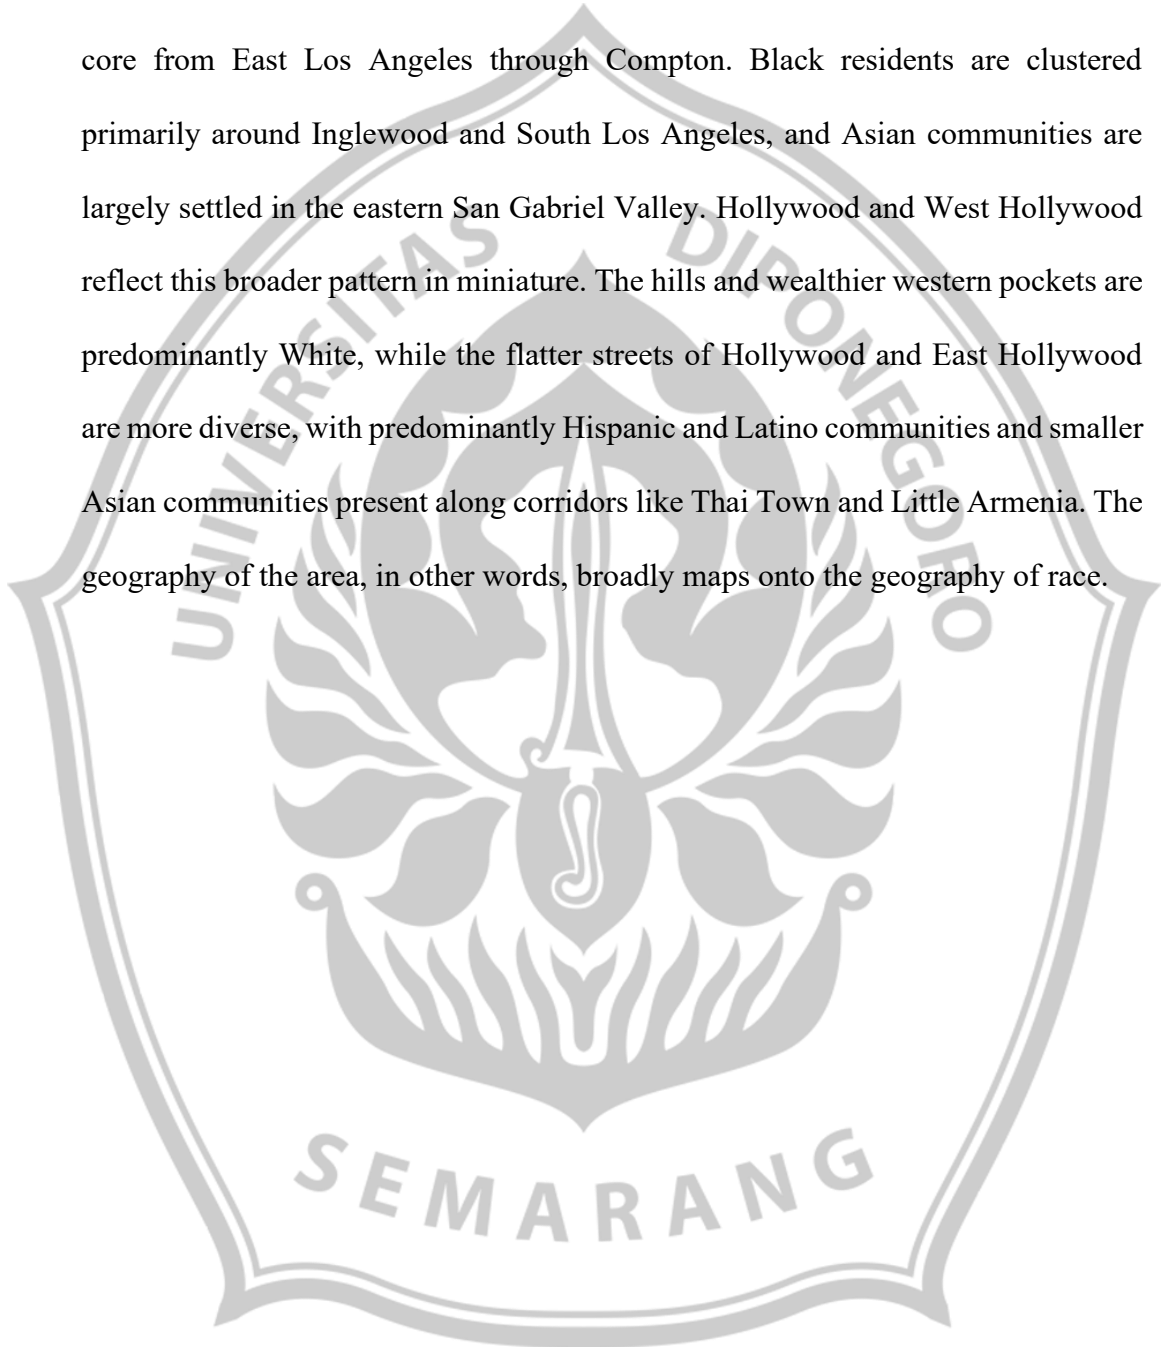 core from East Los Angeles through Compton. Black residents are clustered
primarily around Inglewood and South Los Angeles, and Asian communities are
largely settled in the eastern San Gabriel Valley. Hollywood and West Hollywood
reflect this broader pattern in miniature. The hills and wealthier western pockets are
predominantly White, while the flatter streets of Hollywood and East Hollywood
are more diverse, with predominantly Hispanic and Latino communities and smaller
Asian communities present along corridors like Thai Town and Little Armenia. The
geography of the area, in other words, broadly maps onto the geography of race.
UNIVERSITAS DIPONEGORO
SEMARANG